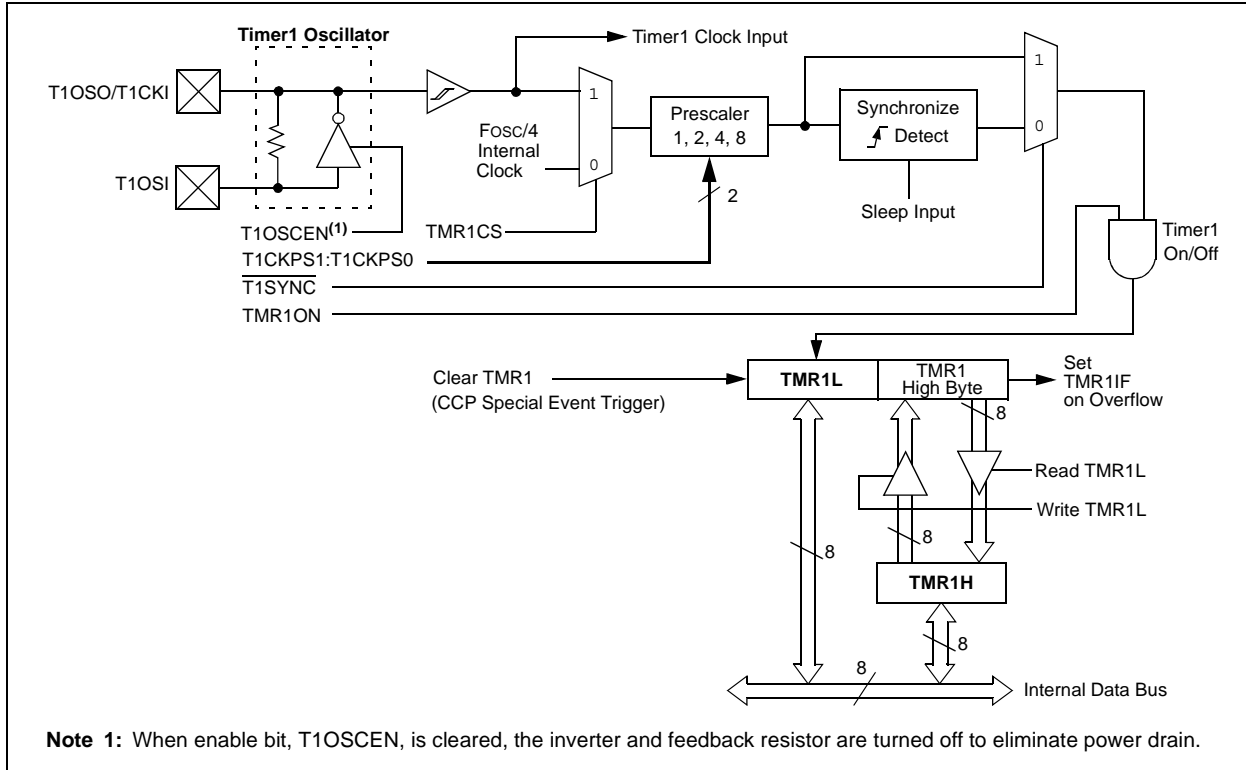 Timer1 Oscillator
Timer1 Clock Input
T1OSO/T1CKI
T1OSI
1
0
FOSC/4
Internal
Clock
Prescaler
1, 2, 4, 8
2
Synchronize
Detect
Sleep Input
1
0
T1OSCEN(1)
TMR1CS
T1CKPS1:T1CKPS0
T1SYNC
TMR1ON
Timer1
On/Off
Clear TMR1
(CCP Special Event Trigger)
TMR1L
TMR1
High Byte
Set
TMR1IF
on Overflow
8
Read TMR1L
Write TMR1L
8
8
TMR1H
8
8
Internal Data Bus
Note 1: When enable bit, T1OSCEN, is cleared, the inverter and feedback resistor are turned off to eliminate power drain.